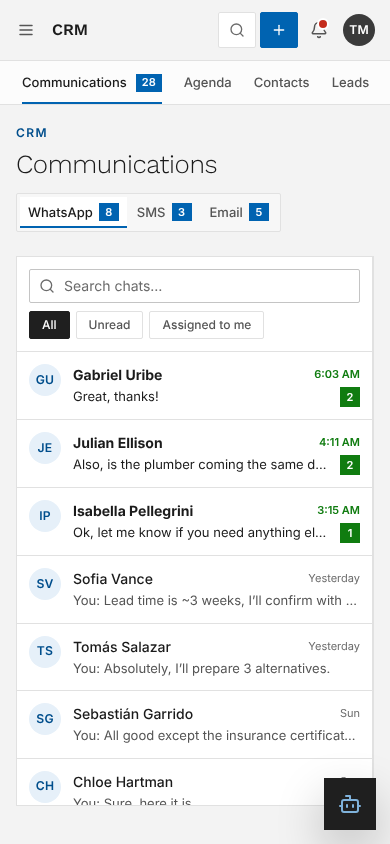 CRM
TM
Communications 28 Agenda Contacts Leads
CRM
Communications
WhatsApp 8 SMS 3 Email 5
Search chats...
All Unread Assigned to me
GU Gabriel Uribe 6:03 AM
Great, thanks! 2
JE Julian Ellison 4:11 AM
Also, is the plumber coming the same d... 2
IP Isabella Pellegrini 3:15 AM
Ok, let me know if you need anything el... 1
SV Sofia Vance Yesterday
You: Lead time is ~3 weeks, I'll confirm with ...
TS Tomás Salazar Yesterday
You: Absolutely, I'll prepare 3 alternatives.
SG Sebastián Garrido Sun
You: All good except the insurance certificat...
CH Chloe Hartman
You: Sure, here it is